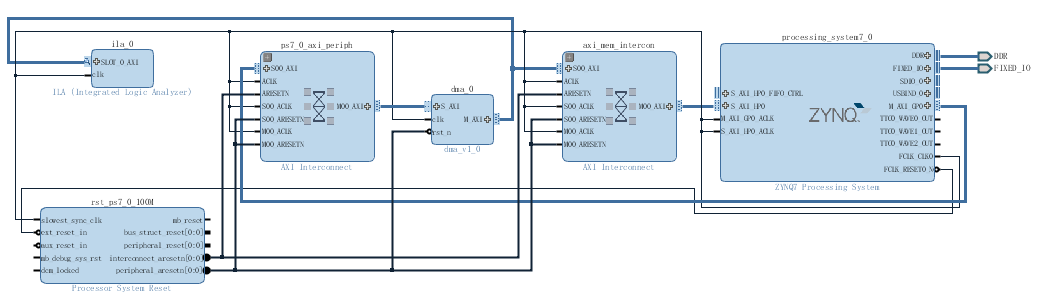 ila_0
SLOT_0_AXI
clk
ILA (Integrated Logic Analyzer)
ps7_0_axi_periph
S00_AXI
ACLK
ARESETN
S00_ACLK
S00_ARESETN
M00_ACLK
M00_ARESETN
M00_AXI
AXI Interconnect
dma_0
S_AXI
clk
rst_n
M_AXI
dma_v1_0
axi_mem_intercon
S00_AXI
ACLK
ARESETN
S00_ACLK
S00_ARESETN
M00_ACLK
M00_ARESETN
M00_AXI
AXI Interconnect
processing_system7_0
S_AXI_HP0_FIFO_CTRL
S_AXI_HP0
M_AXI_GP0_ACLK
S_AXI_HP0_ACLK
ZYNQ
DDR
FIXED_IO
SDIO_0
USBIND_0
M_AXI_GP0
TTC0_WAVE0_OUT
TTC0_WAVE1_OUT
TTC0_WAVE2_OUT
FCLK_CLK0
FCLK_RESET0_N
ZYNQ7 Processing System
DDR
FIXED_IO
rst_ps7_0_100M
slowest_sync_clk
ext_reset_in
aux_reset_in
mb_debug_sys_rst
dcm_locked
mb_reset
bus_struct_reset[0:0]
peripheral_reset[0:0]
interconnect_aresetn[0:0]
peripheral_aresetn[0:0]
Processor System Reset